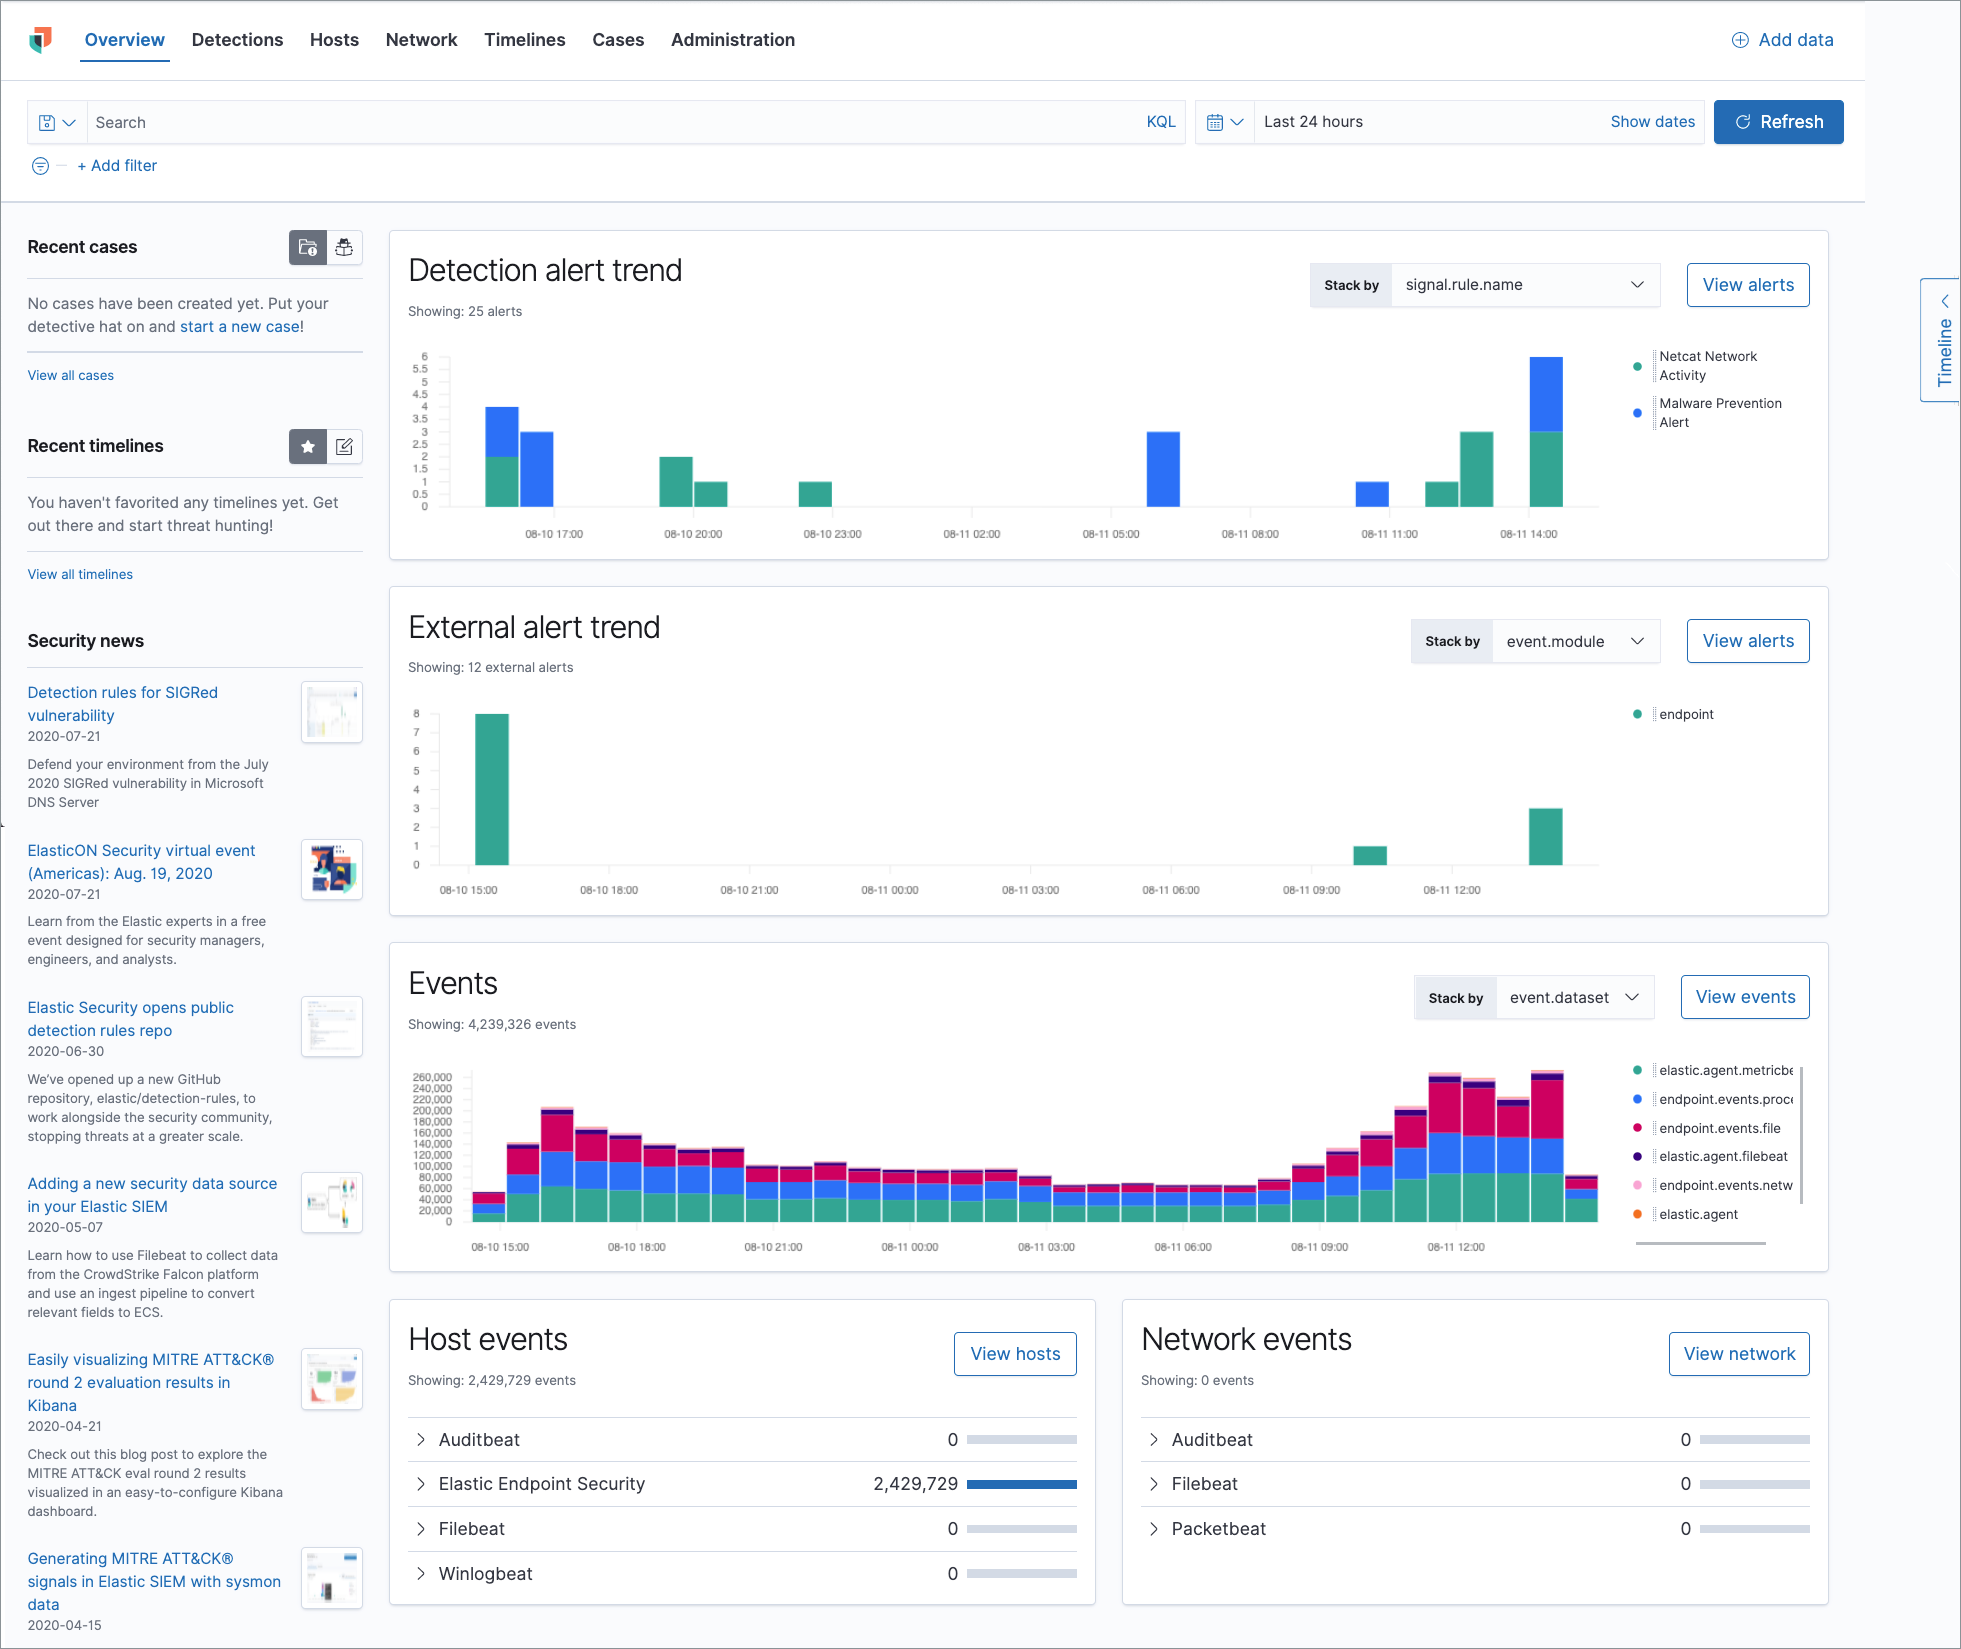 Overview
Detections
Hosts
Network
Timelines
Cases
Administration
Add data
Search
KQL
Last 24 hours
Show dates
Refresh
+ Add filter
Timeline
Recent cases
No cases have been created yet. Put your
detective hat on and start a new case!
View all cases
Recent timelines
You haven't favorited any timelines yet. Get
out there and start threat hunting!
View all timelines
Security news
Detection rules for SIGRed
vulnerability
2020-07-21
Defend your environment from the July
2020 SIGRed vulnerability in Microsoft
DNS Server
ElasticON Security virtual event
(Americas): Aug. 19, 2020
2020-07-21
Learn from the Elastic experts in a free
event designed for security managers,
engineers, and analysts.
Elastic Security opens public
detection rules repo
2020-06-30
We've opened up a new GitHub
repository, elastic/detection-rules, to
work alongside the security community,
stopping threats at a greater scale.
Adding a new security data source
in your Elastic SIEM
2020-05-07
Learn how to use Filebeat to collect data
from the CrowdStrike Falcon platform
and use an ingest pipeline to convert
relevant fields to ECS.
Easily visualizing MITRE ATT&CK®
round 2 evaluation results in
Kibana
2020-04-21
Check out this blog post to explore the
MITRE ATT&CK eval round 2 results
visualized in an easy-to-configure Kibana
dashboard.
Generating MITRE ATT&CK®
signals in Elastic SIEM with sysmon
data
2020-04-15
Detection alert trend
Showing: 25 alerts
Stack by
signal.rule.name
View alerts
6
5.5
5
4.5
4
3.5
3
2.5
2
1.5
1
0.5
0
08-10 17:00
08-10 20:00
08-10 23:00
08-11 02:00
08-11 05:00
08-11 08:00
08-11 11:00
08-11 14:00
Netcat Network
Activity
Malware Prevention
Alert
External alert trend
Showing: 12 external alerts
Stack by
event.module
View alerts
8
7
6
5
4
3
2
1
0
08-10 15:00
08-10 18:00
08-10 21:00
08-11 00:00
08-11 03:00
08-11 06:00
08-11 09:00
08-11 12:00
endpoint
Events
Showing: 4,239,326 events
Stack by
event.dataset
View events
260,000
240,000
220,000
200,000
180,000
160,000
140,000
120,000
100,000
80,000
60,000
40,000
20,000
0
08-10 15:00
08-10 18:00
08-10 21:00
08-11 00:00
08-11 03:00
08-11 06:00
08-11 09:00
08-11 12:00
elastic.agent.metricbe
endpoint.events.proc
endpoint.events.file
elastic.agent.filebeat
endpoint.events.netw
elastic.agent
Host events
Showing: 2,429,729 events
View hosts
Auditbeat 0
Elastic Endpoint Security 2,429,729
Filebeat 0
Winlogbeat 0
Network events
Showing: 0 events
View network
Auditbeat 0
Filebeat 0
Packetbeat 0